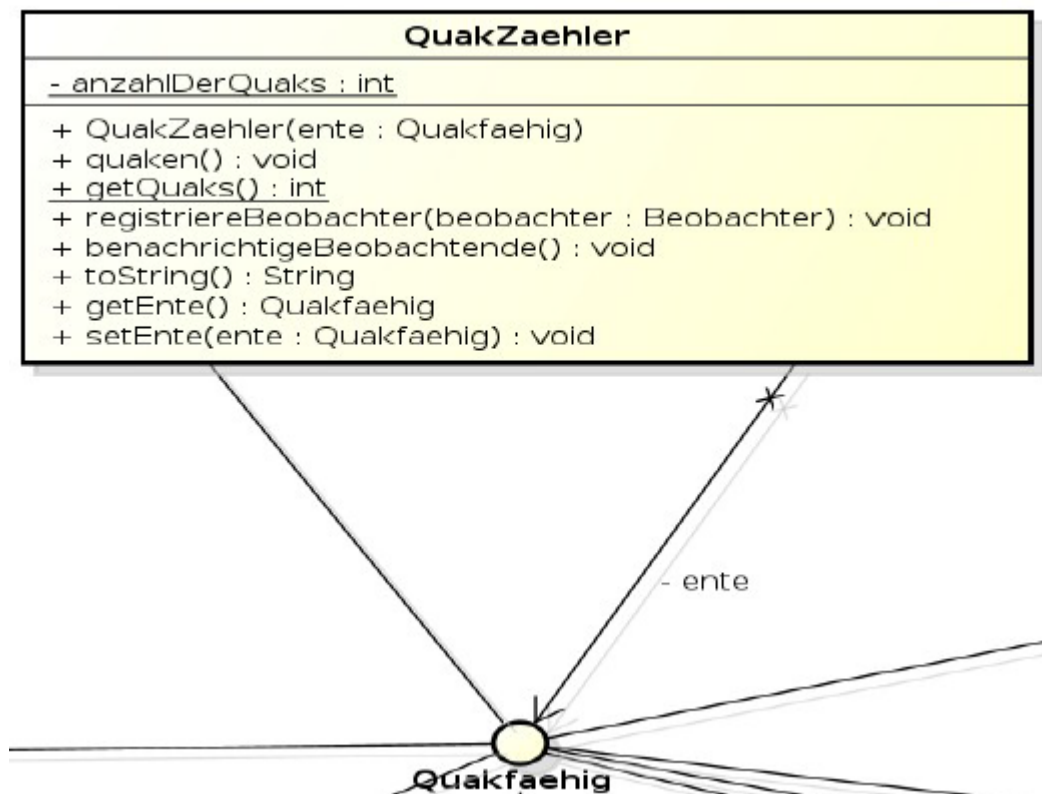 QuakZaehler
- anzahlDerQuaks : int
+ QuakZaehler(ente : Quakfaehig)
+ quaken() : void
+ getQuaks() : int
+ registriereBeobachter(beobachter : Beobachter) : void
+ benachrichtigeBeobachtende() : void
+ toString() : String
+ getEnte() : Quakfaehig
+ setEnte(ente : Quakfaehig) : void
- ente
Quakfaehig